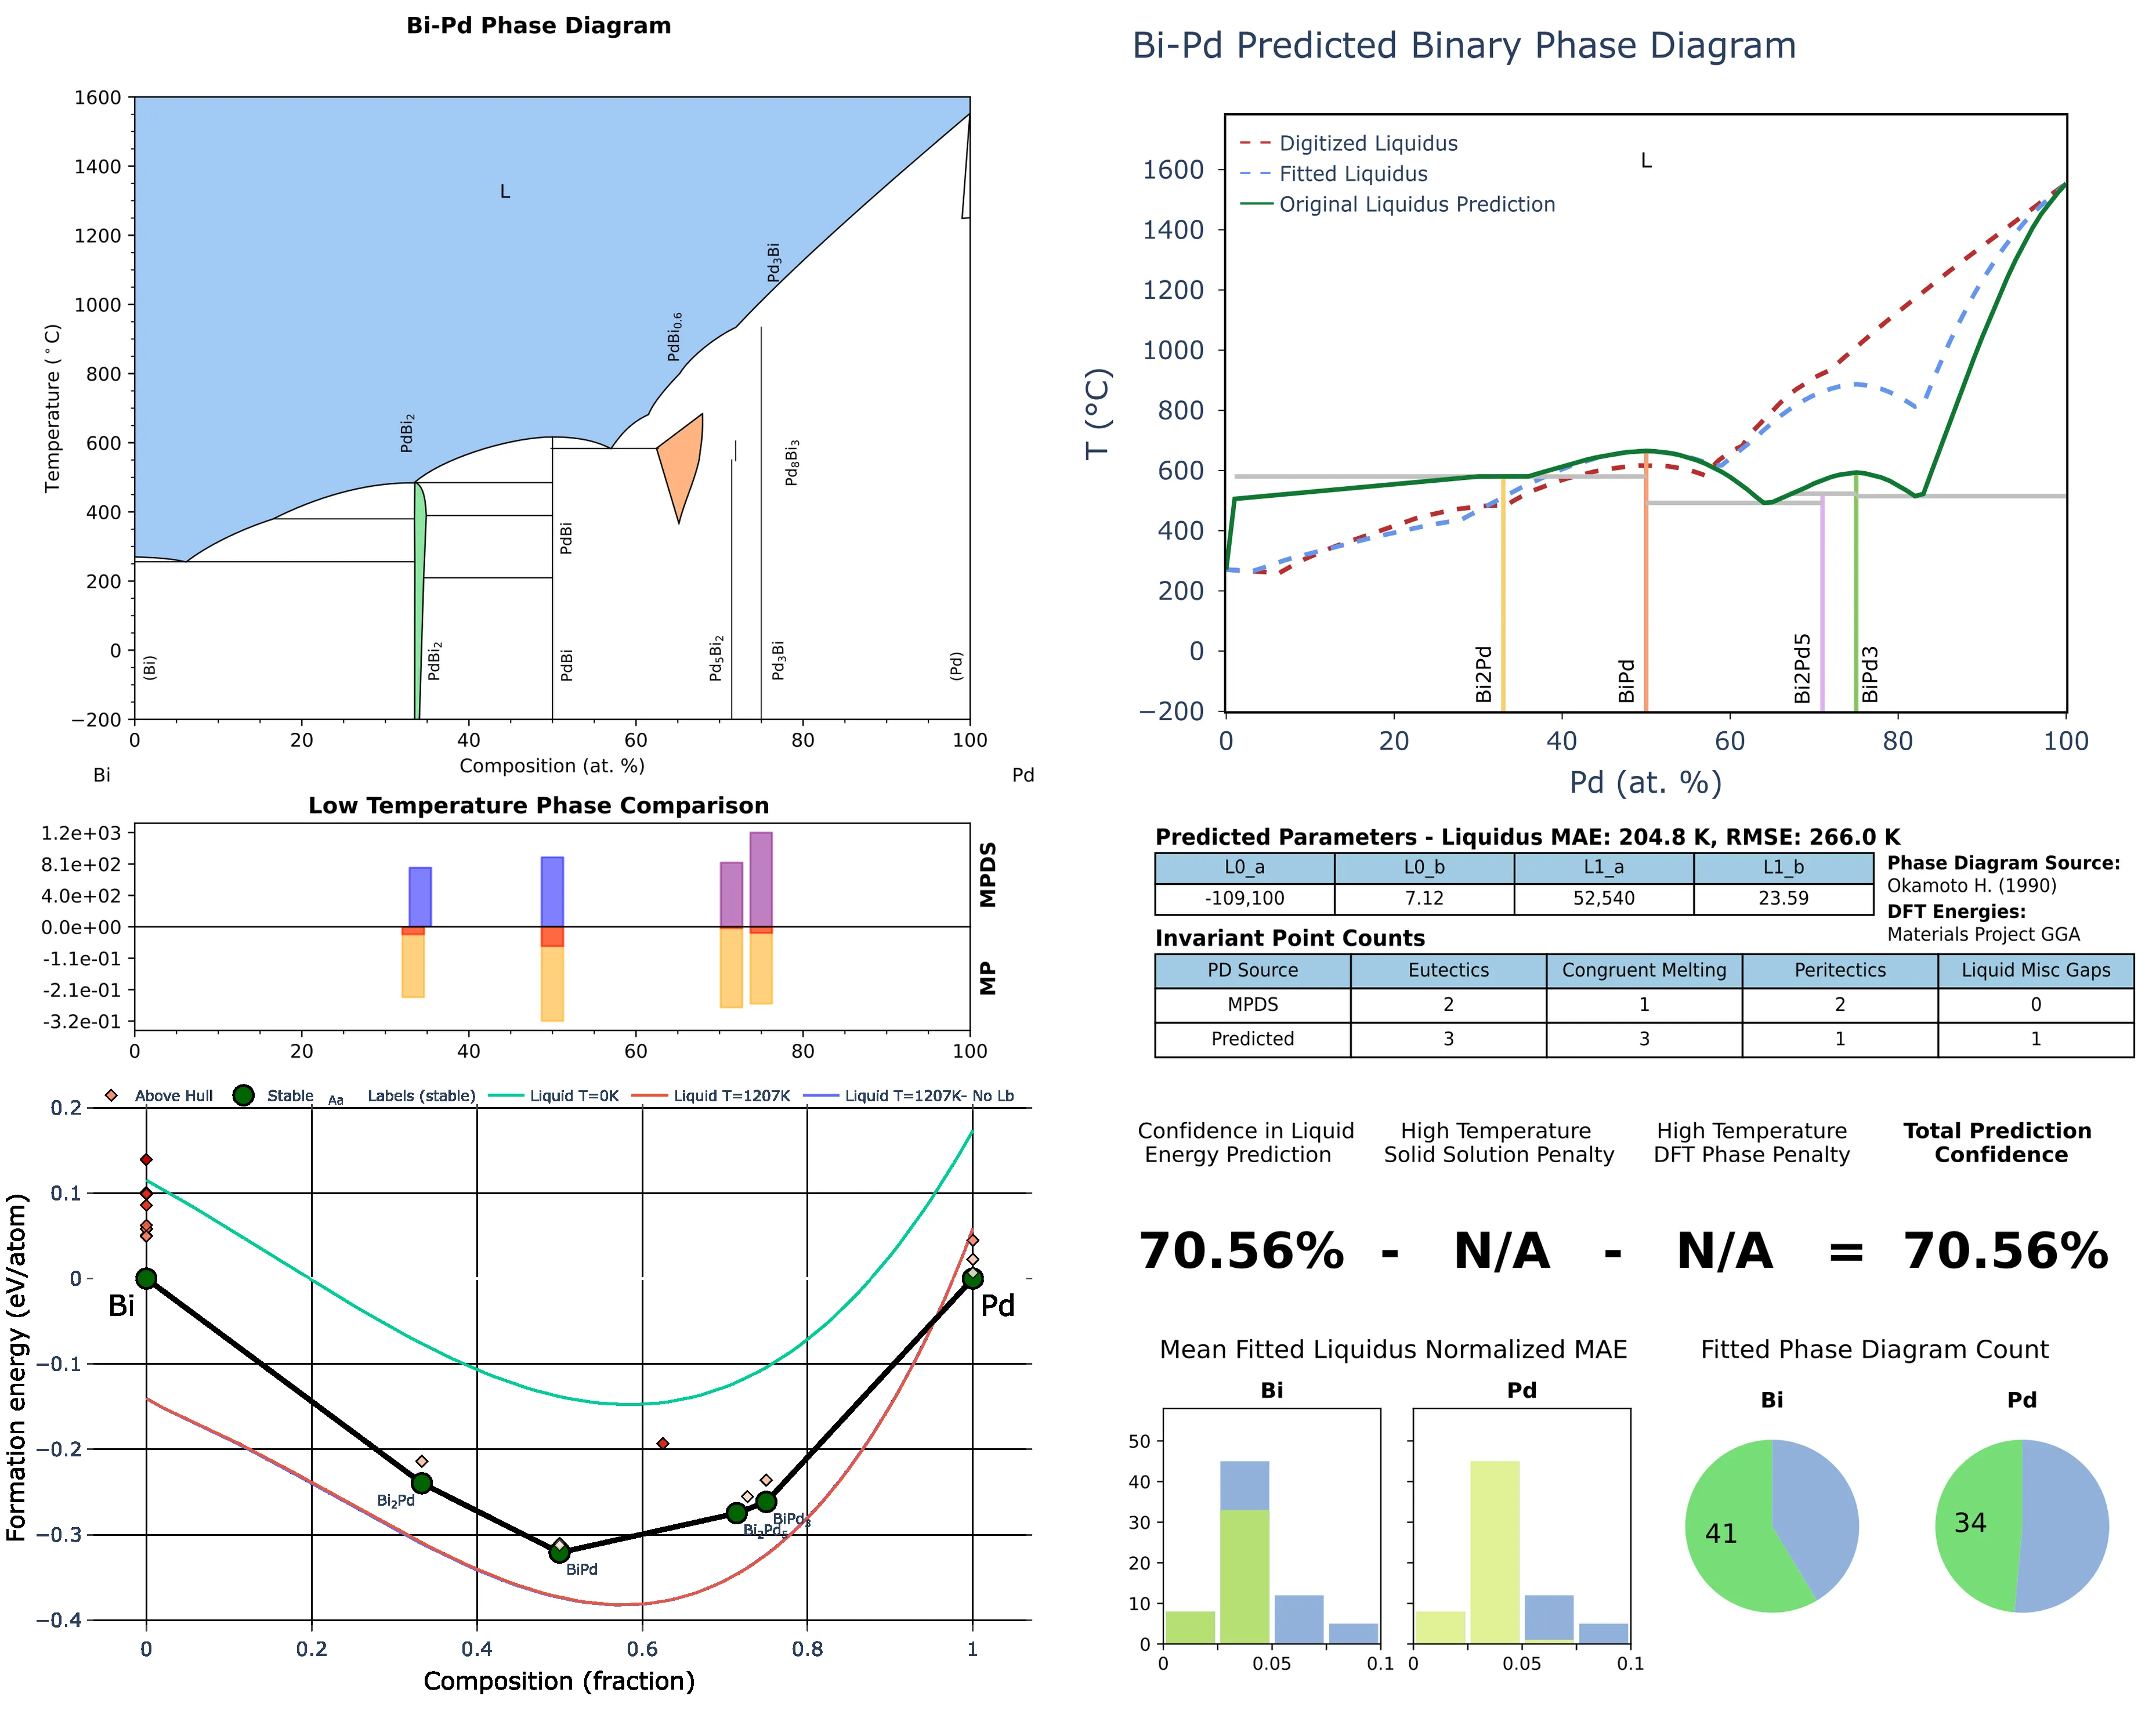 Bi-Pd Phase Diagram
1600
1400
1200
1000
800
600
400
200
0
−200
Temperature (°C)
L
PdBi2
PdBi0.6
Pd3Bi
Pd8Bi3
PdBi
(Bi)
PdBi2
PdBi
Pd5Bi2
Pd3Bi
(Pd)
0 20 40 60 80 100
Composition (at. %)
Bi Pd
Low Temperature Phase Comparison
1.2e+03
8.1e+02
4.0e+02
0.0e+00
-1.1e-01
-2.1e-01
-3.2e-01
MPDS
MP
0 20 40 60 80 100
Above Hull Stable Aa Labels (stable) Liquid T=0K Liquid T=1207K Liquid T=1207K- No Lb
0.2
0.1
0
−0.1
−0.2
−0.3
−0.4
Formation energy (eV/atom)
Bi
Pd
Bi2Pd
BiPd
Bi2Pd5
BiPd3
0 0.2 0.4 0.6 0.8 1
Composition (fraction)
Bi-Pd Predicted Binary Phase Diagram
Digitized Liquidus
Fitted Liquidus
Original Liquidus Prediction
L
1600
1400
1200
1000
800
600
400
200
0
−200
T (°C)
Bi2Pd
BiPd
Bi2Pd5
BiPd3
0 20 40 60 80 100
Pd (at. %)
Predicted Parameters - Liquidus MAE: 204.8 K, RMSE: 266.0 K
L0_a L0_b L1_a L1_b
-109,100 7.12 52,540 23.59
Phase Diagram Source:
Okamoto H. (1990)
DFT Energies:
Materials Project GGA
Invariant Point Counts
PD Source Eutectics Congruent Melting Peritectics Liquid Misc Gaps
MPDS 2 1 2 0
Predicted 3 3 1 1
Confidence in Liquid Energy Prediction
High Temperature Solid Solution Penalty
High Temperature DFT Phase Penalty
Total Prediction Confidence
70.56% - N/A - N/A = 70.56%
Mean Fitted Liquidus Normalized MAE
Bi Pd
50
40
30
20
10
0
0 0.05 0.1
0 0.05 0.1
Fitted Phase Diagram Count
Bi Pd
41 34